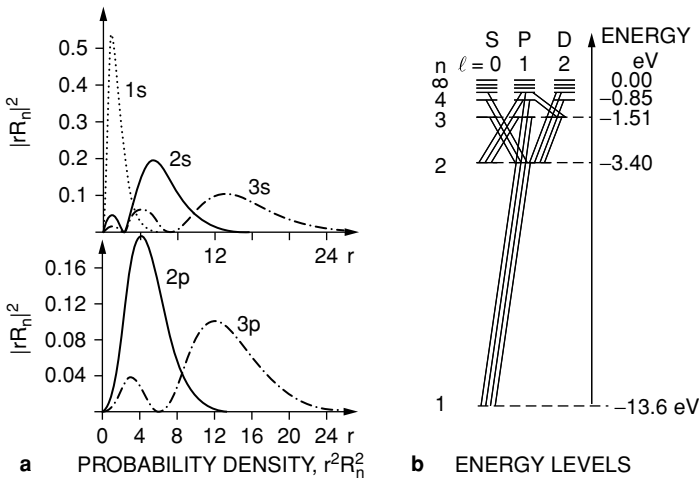 0.5
0.4
0.3
0.2
0.1
|rRₙ|²
1s
2s
3s
12
24 r
0.16
0.12
0.08
0.04
|rRₙ|²
2p
3p
0 4 8 12 16 20 24 r
a PROBABILITY DENSITY, r²Rₙ²
S P D ENERGY
n ℓ = 0 1 2 eV
∞ 0.00
4 −0.85
3 −1.51
2 −3.40
1 −13.6 eV
b ENERGY LEVELS